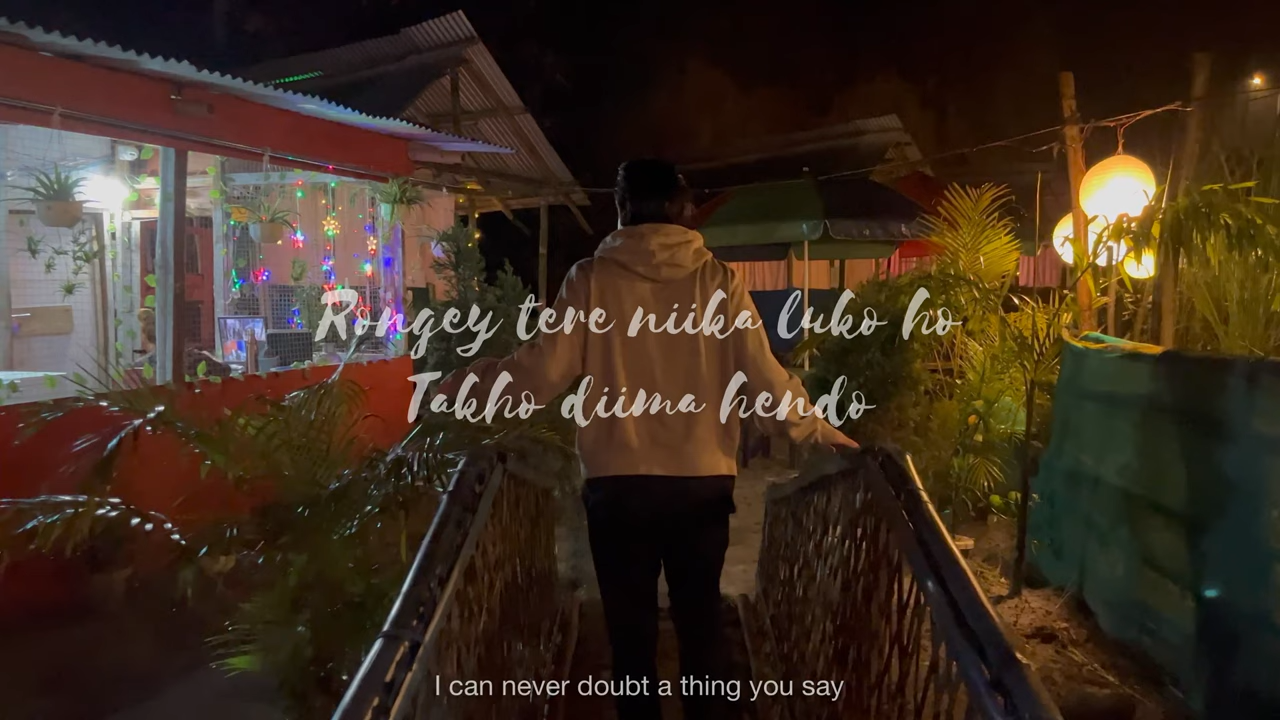 Rongey tere niika luko ho
Takho diima hendo
I can never doubt a thing you say